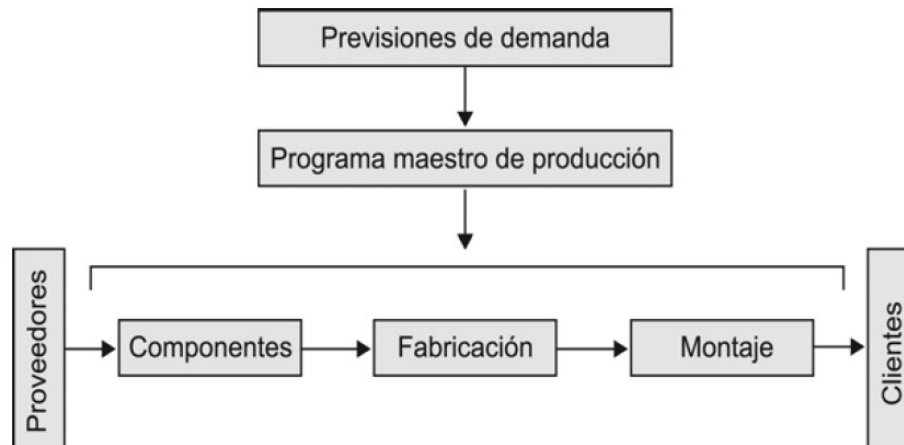 Previsiones de demanda
Programa maestro de producción
Proveedores
Componentes
Fabricación
Montaje
Clientes